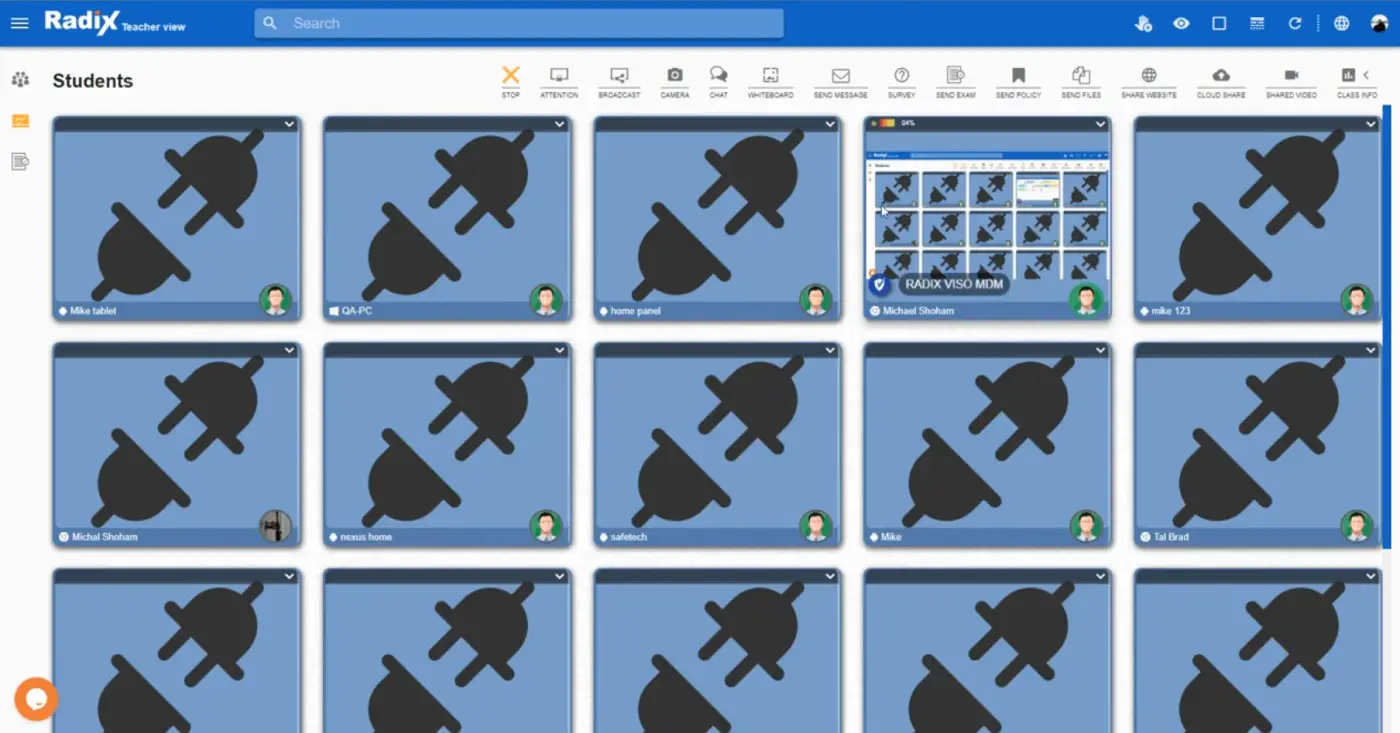 RadiX Teacher view
Search
Students
STOP
ATTENTION
BROADCAST
CAMERA
CHAT
WHITEBOARD
SEND MESSAGE
SURVEY
SEND EXAM
SEND POLICY
SEND FILES
SHARE WEBSITE
CLOUD SHARE
SHARED VIDEO
CLASS INFO
94%
RADIX VISO MDM
Mike tablet
QA-PC
home panel
Michael Shoham
mike 123
Michal Shoham
nexus home
safetech
Mike
Tal Brad